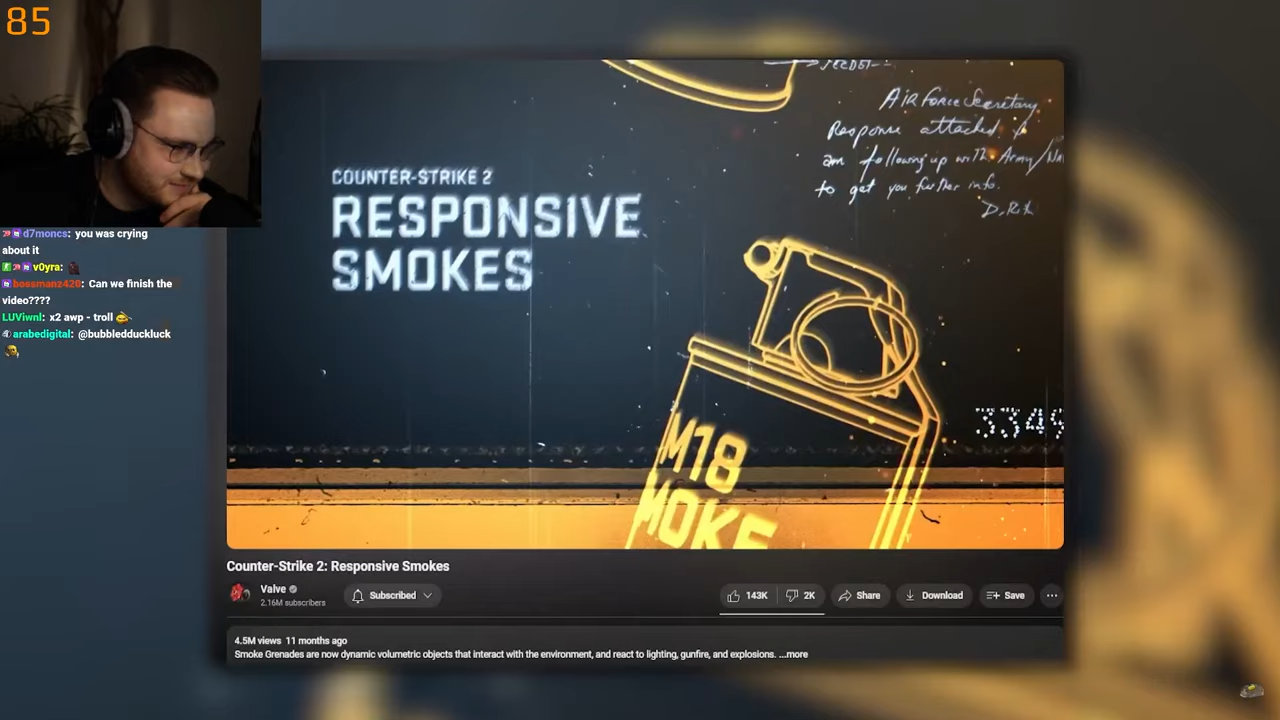 85
d7moncs: you was crying
about it
v0yra:
bossmanz420: Can we finish the
video????
LUViwnl: x2 awp - troll
arabedigital: @bubbledduckluck
COUNTER-STRIKE 2
RESPONSIVE
SMOKES
Air Force Secretary
Response attached. I
am following up with Army/Na
to get you further info.
3349
M18
MOKE
Counter-Strike 2: Responsive Smokes
Valve
2.16M subscribers
Subscribed
143K
2K
Share
Download
Save
4.5M views 11 months ago
Smoke Grenades are now dynamic volumetric objects that interact with the environment, and react to lighting, gunfire, and explosions. ...more